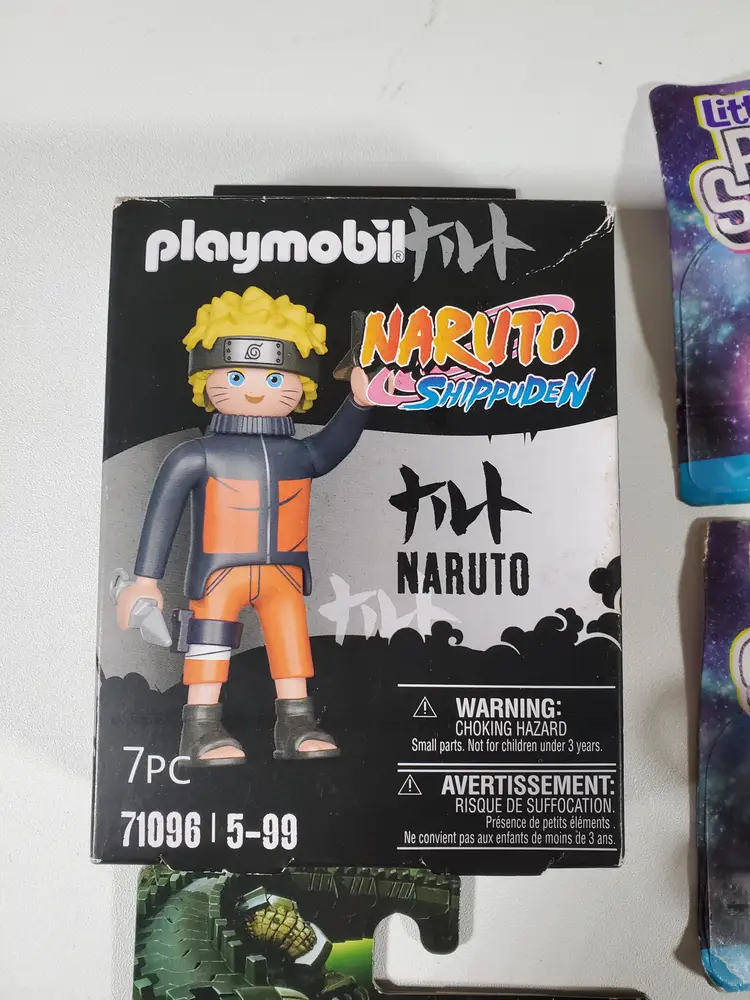 playmobil® ナルト
NARUTO
SHIPPUDEN
ナルト
NARUTO
ナルト
WARNING:
CHOKING HAZARD
Small parts. Not for children under 3 years.
7PC
AVERTISSEMENT:
RISQUE DE SUFFOCATION.
Présence de petits éléments.
Ne convient pas aux enfants de moins de 3 ans.
71096 | 5-99
Litt